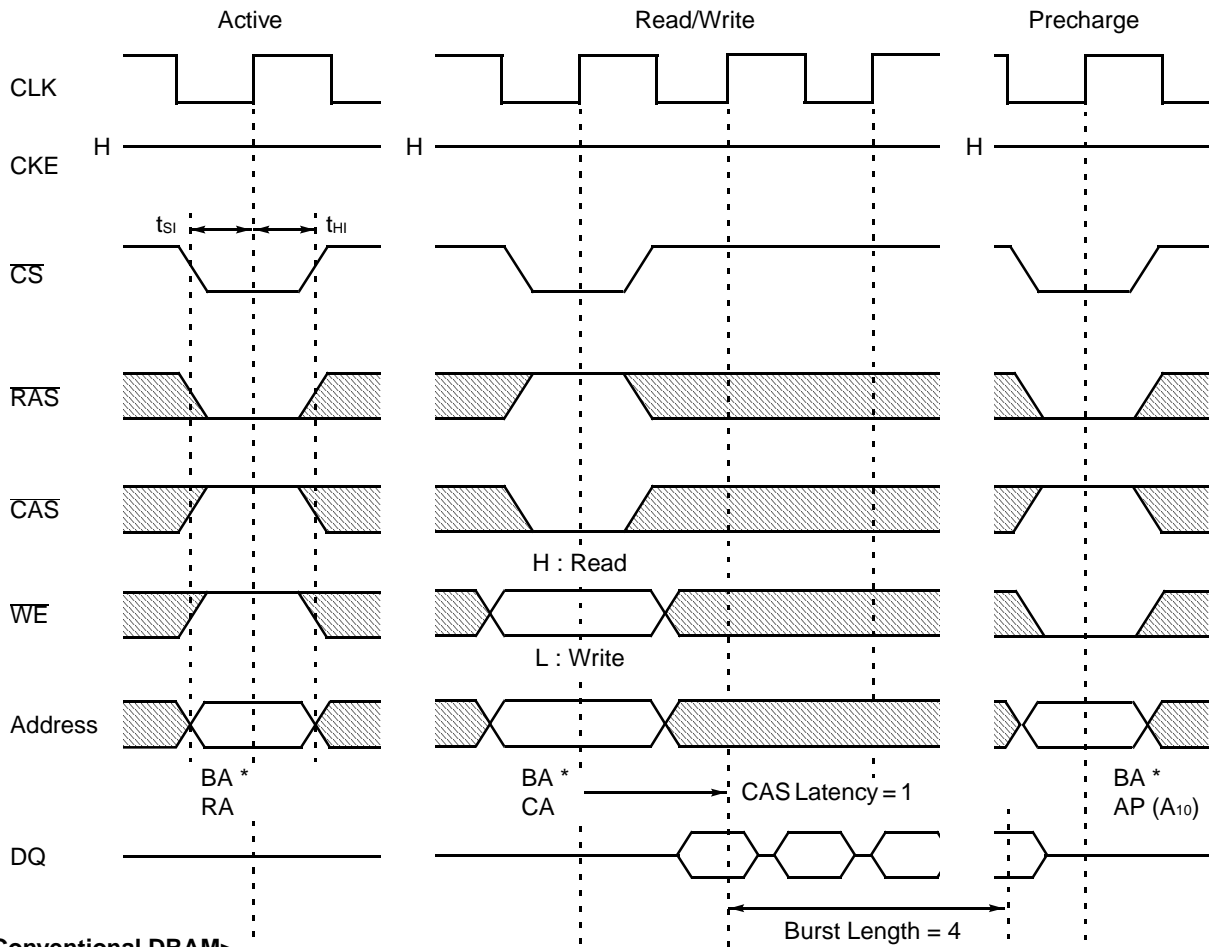 Active Read/Write Precharge
CLK
H H H
CKE
tSI tHI
CS
RAS
CAS
H : Read
WE
L : Write
Address
BA * BA * BA *
RA CA CAS Latency = 1 AP (A10)
DQ
Burst Length = 4
Conventional DRAM